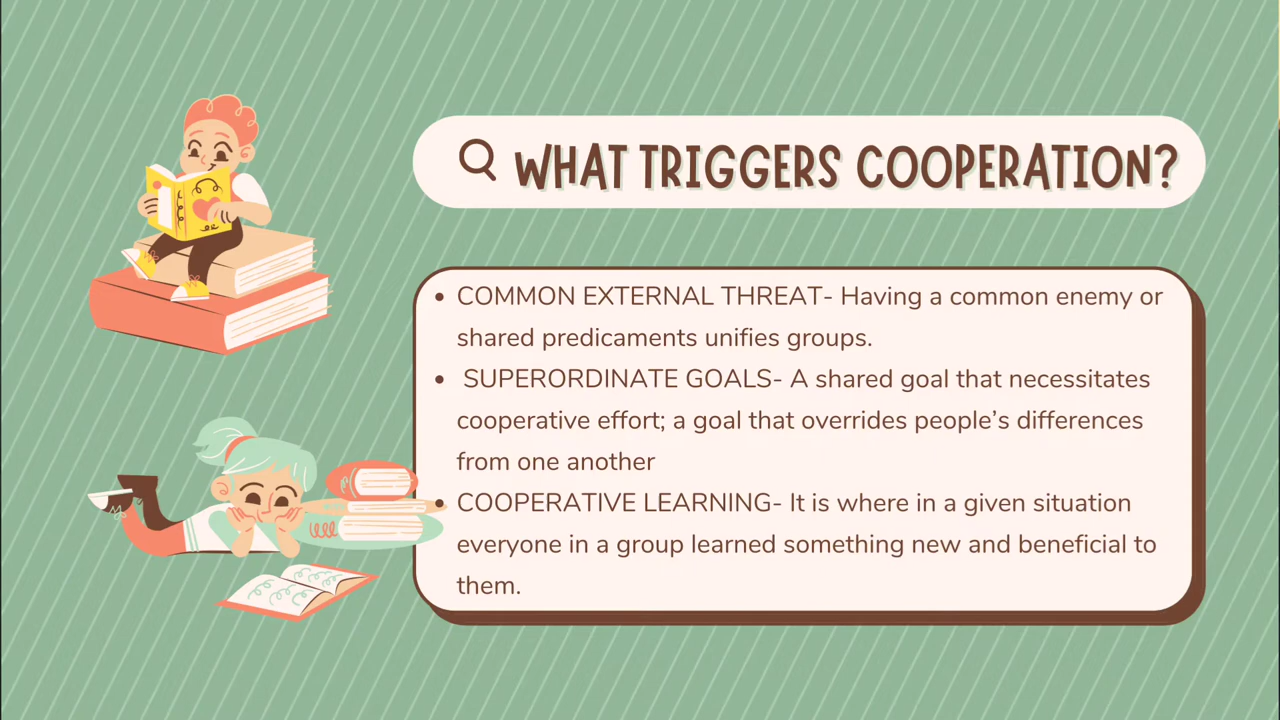 WHAT TRIGGERS COOPERATION?
• COMMON EXTERNAL THREAT- Having a common enemy or
shared predicaments unifies groups.
• SUPERORDINATE GOALS- A shared goal that necessitates
cooperative effort; a goal that overrides people’s differences
from one another
• COOPERATIVE LEARNING- It is where in a given situation
everyone in a group learned something new and beneficial to
them.